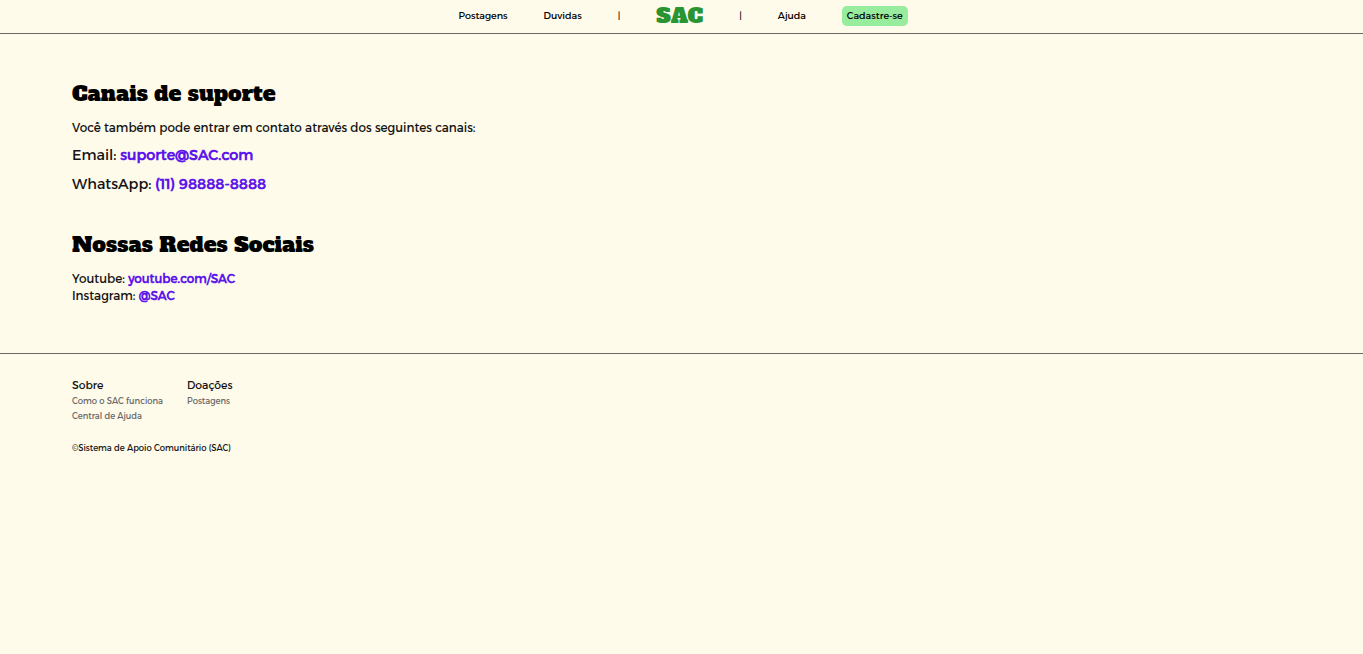 Postagens Duvidas | SAC | Ajuda Cadastre-se
Canais de suporte
Você também pode entrar em contato através dos seguintes canais:
Email: suporte@SAC.com
WhatsApp: (11) 98888-8888
Nossas Redes Sociais
Youtube: youtube.com/SAC
Instagram: @SAC
Sobre Doações
Como o SAC funciona Postagens
Central de Ajuda
©Sistema de Apoio Comunitário (SAC)